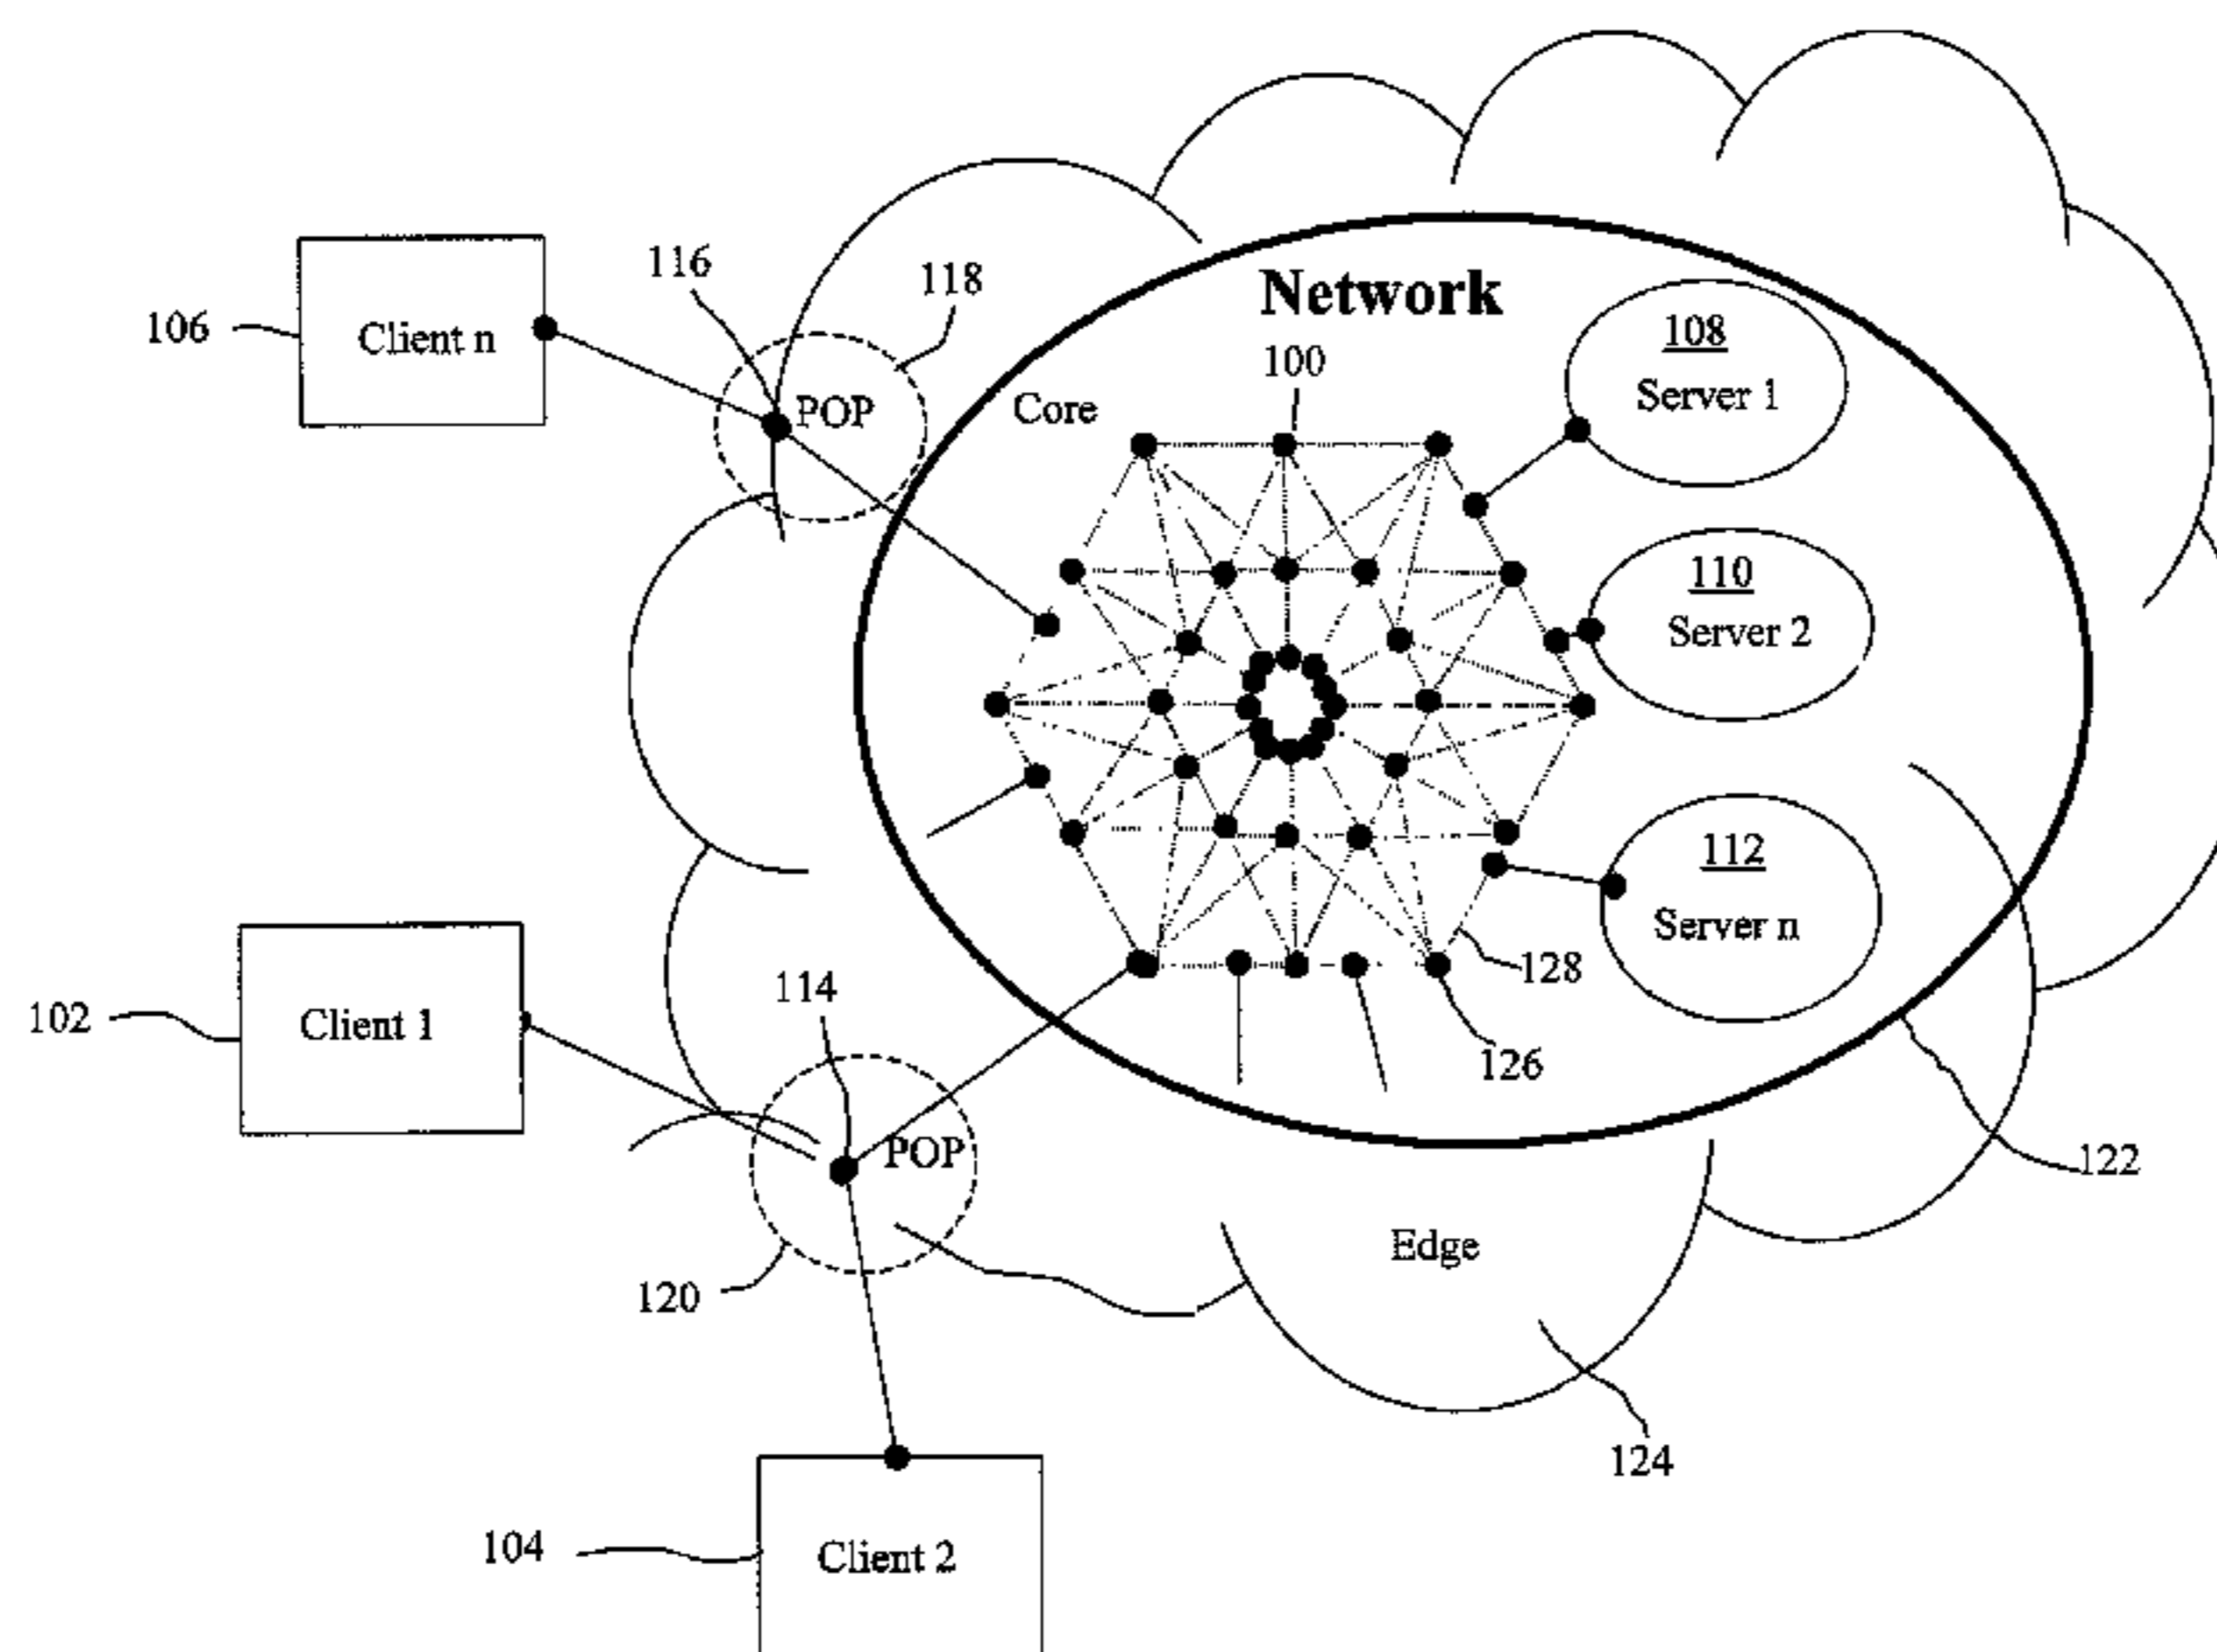 116
118
106
Client n
POP
Network
100
Core
108
Server 1
110
Server 2
112
Server n
128
126
102
Client 1
114
POP
120
Edge
122
124
104
Client 2